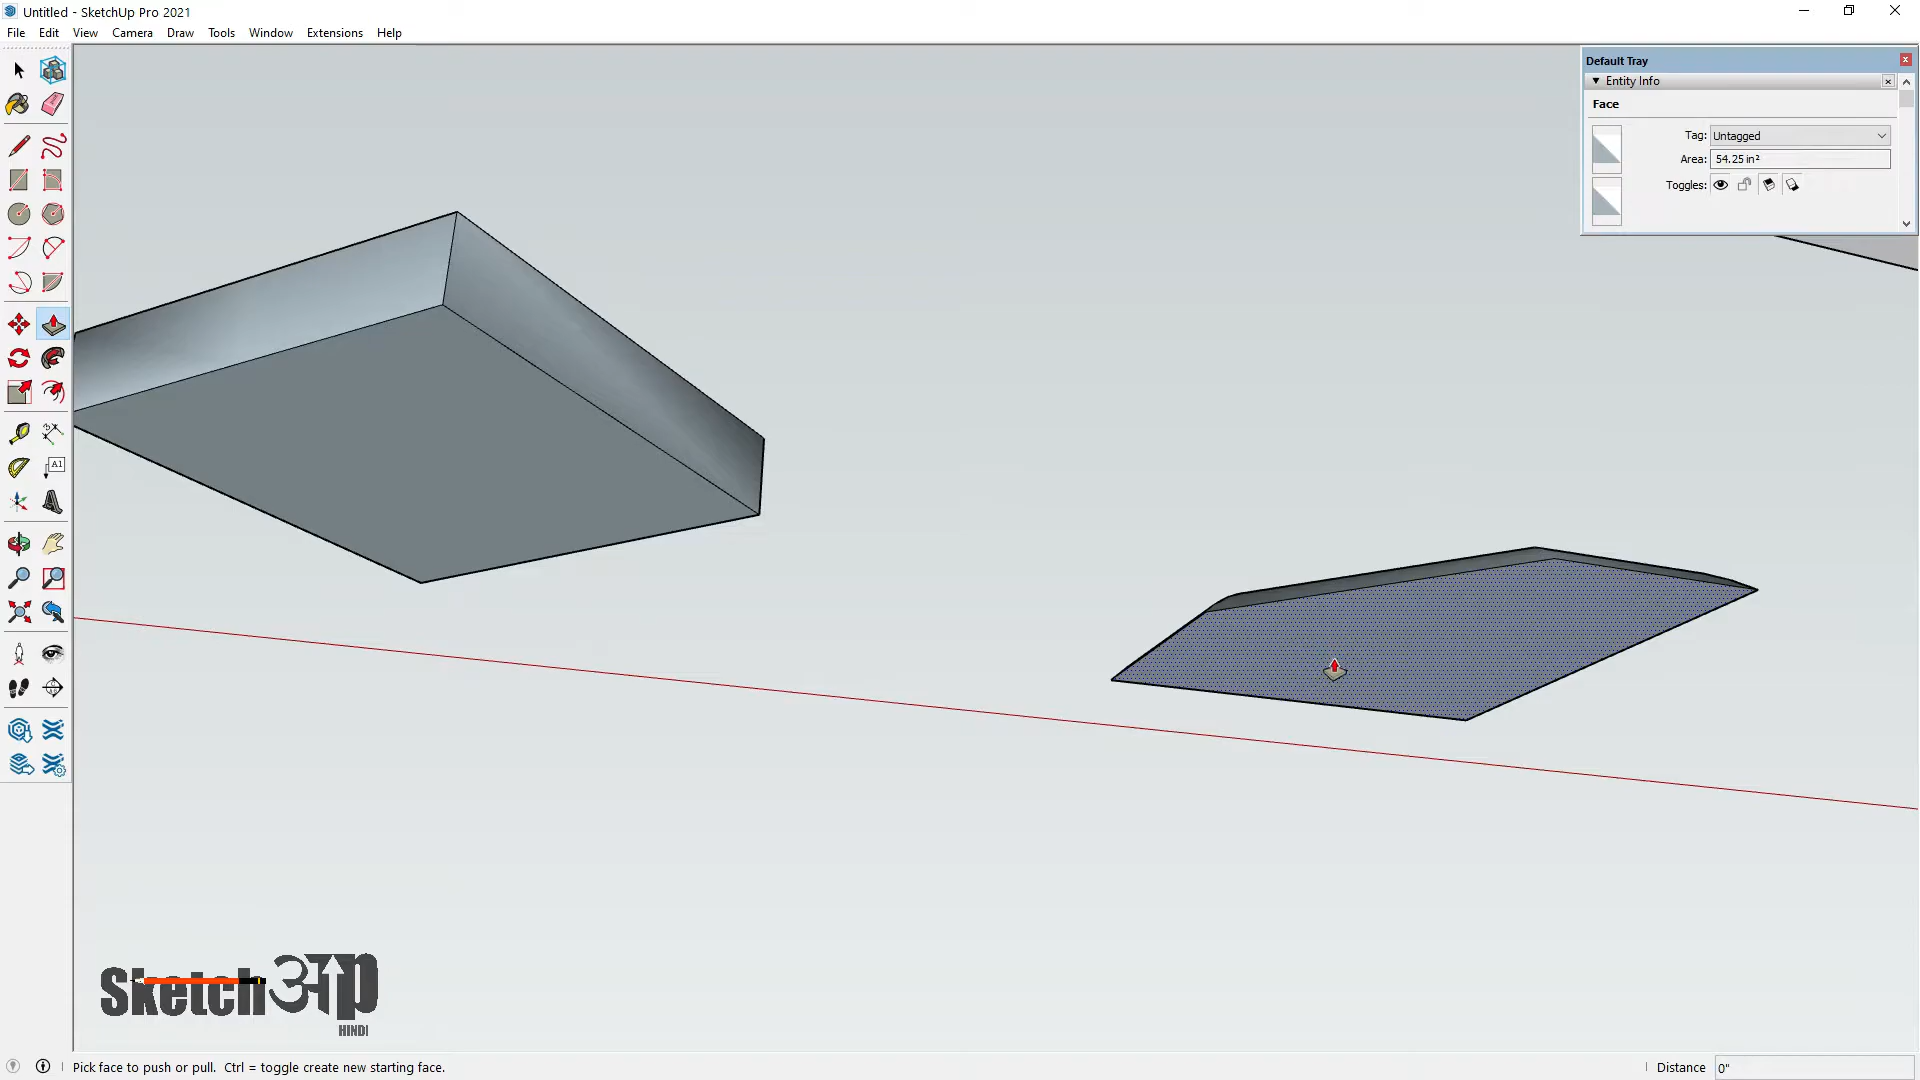 Untitled - SketchUp Pro 2021
File Edit View Camera Draw Tools Window Extensions Help
Default Tray
Entity Info
Face
Tag: Untagged
Area: 54.25 in²
Toggles:
A1
Sketchआप
HINDI
Pick face to push or pull. Ctrl = toggle create new starting face.
Distance 0"